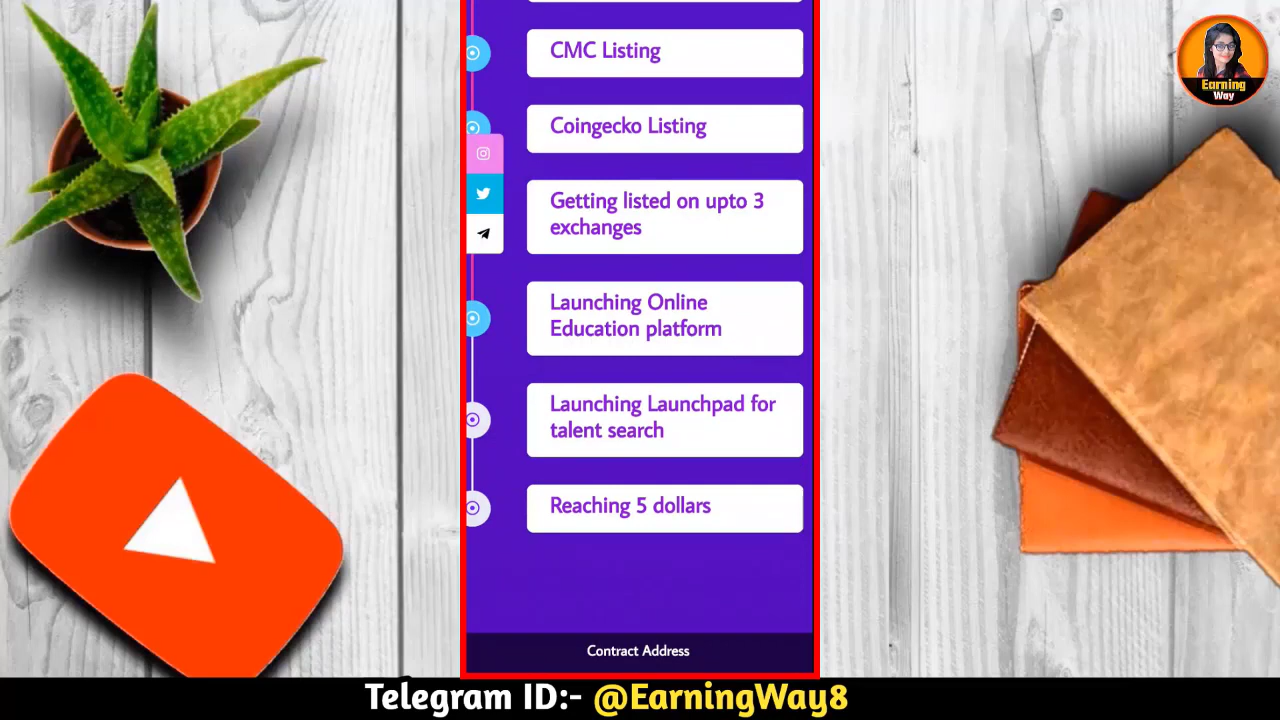 CMC Listing
Coingecko Listing
Getting listed on upto 3
exchanges
Launching Online
Education platform
Launching Launchpad for
talent search
Reaching 5 dollars
Contract Address
Earning
Way
Telegram ID:- @EarningWay8